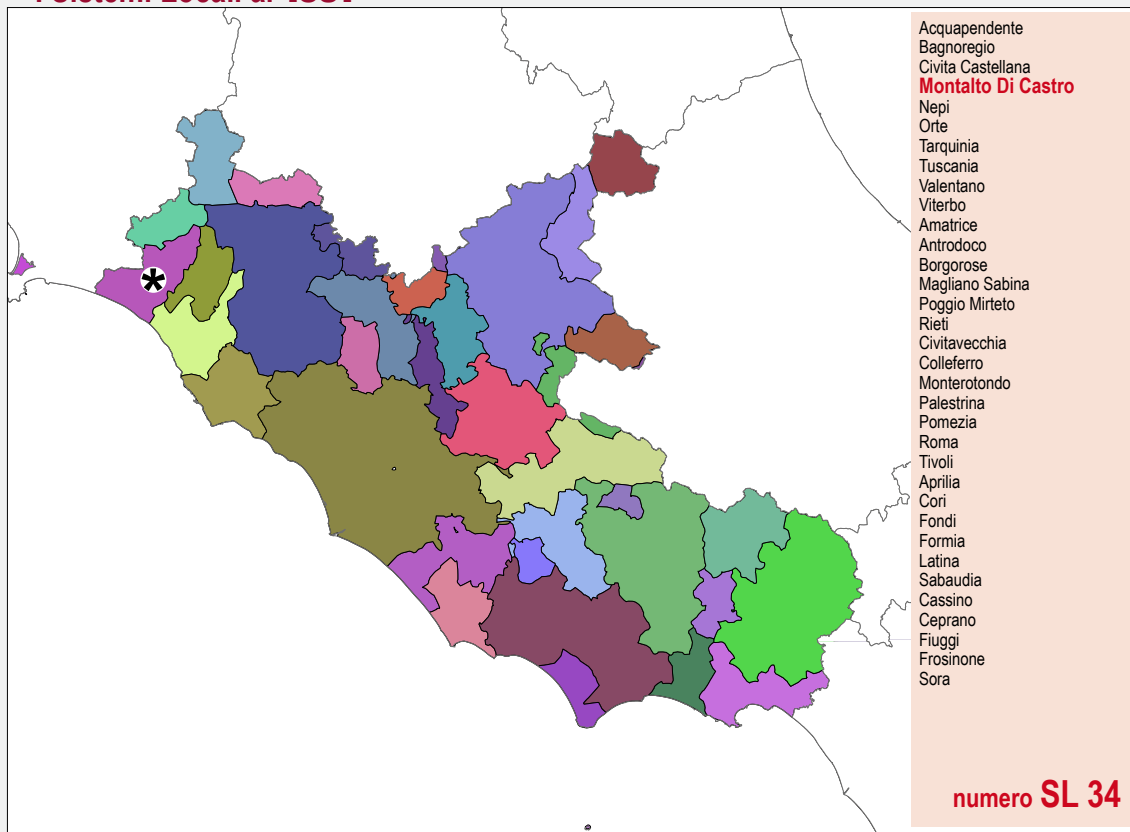 Acquapendente
Bagnoregio
Civita Castellana
Montalto Di Castro
Nepi
Orte
Tarquinia
Tuscania
Valentano
Viterbo
Amatrice
Antrodoco
Borgorose
Magliano Sabina
Poggio Mirteto
Rieti
Civitavecchia
Colleferro
Monterotondo
Palestrina
Pomezia
Roma
Tivoli
Aprilia
Cori
Fondi
Formia
Latina
Sabaudia
Cassino
Ceprano
Fiuggi
Frosinone
Sora
numero SL 34